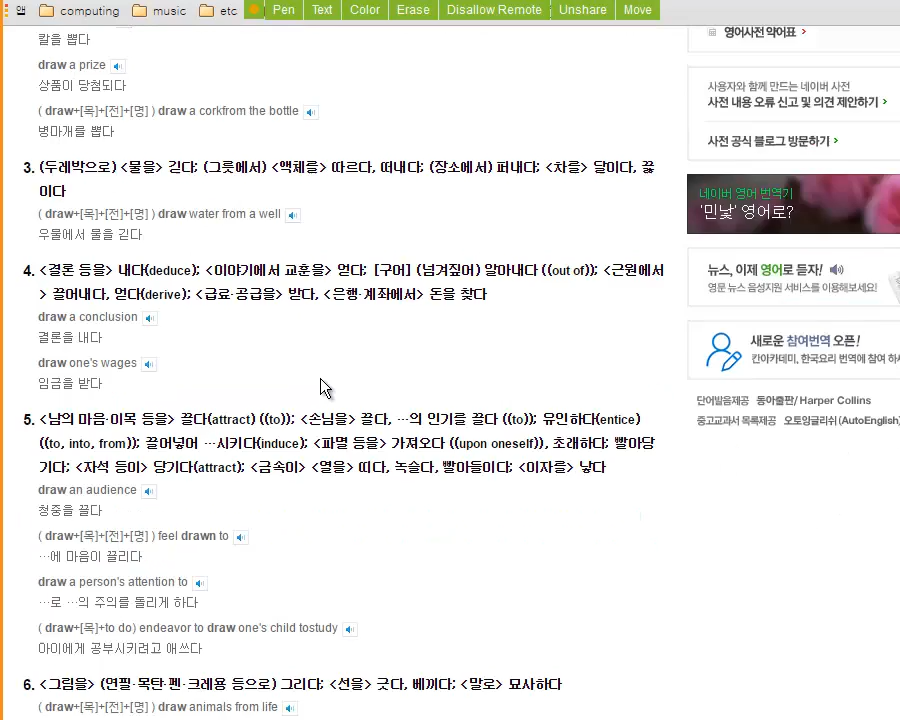 앱 computing music etc Pen Text Color Erase Disallow Remote Unshare Move
칼을 뽑다
draw a prize
상품이 당첨되다
( draw+[목]+[전]+[명] ) draw a corkfrom the bottle
병마개를 뽑다
3. (두레박으로) <물을> 긷다; (그릇에서) <액체를> 따르다, 떠내다; (장소에서) 퍼내다; <차를> 달이다, 끓
이다
( draw+[목]+[전]+[명] ) draw water from a well
우물에서 물을 긷다
4. <결론 등을> 내다(deduce); <이야기에서 교훈을> 얻다; [구어] (넘겨짚어) 알아내다 ((out of)); <근원에서
> 끌어내다, 얻다(derive); <급료·공급을> 받다, <은행·계좌에서> 돈을 찾다
draw a conclusion
결론을 내다
draw one's wages
임금을 받다
5. <남의 마음·이목 등을> 끌다(attract) ((to)); <손님을> 끌다, …의 인기를 끌다 ((to)); 유인하다(entice)
((to, into, from)); 끌어넣어 …시키다(induce); <파멸 등을> 가져오다 ((upon oneself)), 초래하다; 빨아당
기다; <자석 등이> 당기다(attract); <금속이> <열을> 띠다, 녹슬다, 빨아들이다; <이자를> 낳다
draw an audience
청중을 끌다
( draw+[목]+[전]+[명] ) feel drawn to
…에 마음이 끌리다
draw a person's attention to
…로 …의 주의를 돌리게 하다
( draw+[목]+to do) endeavor to draw one's child tostudy
아이에게 공부시키려고 애쓰다
6. <그림을> (연필·목탄·펜·크레용 등으로) 그리다; <선을> 긋다, 베끼다; <말로> 묘사하다
( draw+[목]+[전]+[명] ) draw animals from life
영어사전 약어표 >
사용자와 함께 만드는 네이버 사전
사전 내용 오류 신고 및 의견 제안하기 >
사전 공식 블로그 방문하기 >
네이버 영어 번역기
'민낯' 영어로?
뉴스, 이제 영어로 듣자!
영문 뉴스 음성지원 서비스를 이용해보세요!
새로운 참여번역 오픈!
칸아카데미, 한국요리 번역에 참여 하
단어발음제공 동아출판/ Harper Collins
중고교과서 목록제공 오토잉글리쉬(AutoEnglish)